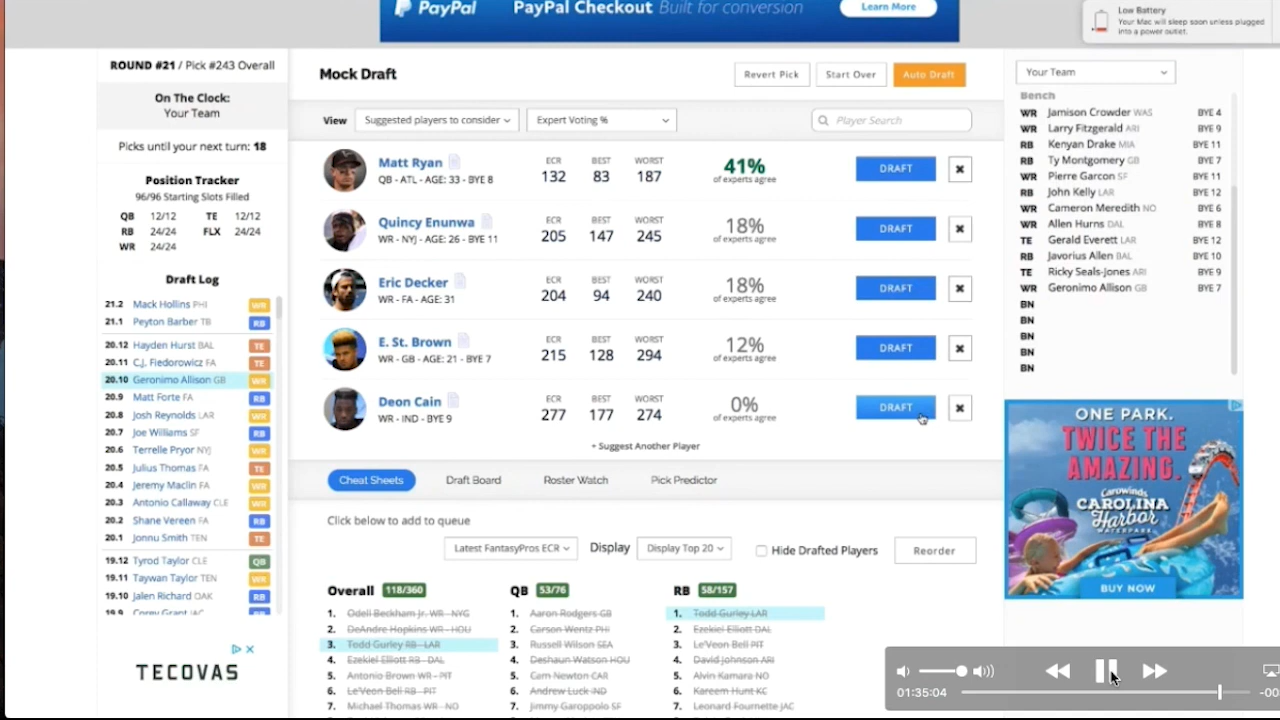 PayPal
PayPal Checkout Built for conversion
Learn More
Low Battery
Your Mac will sleep soon unless plugged
into a power outlet.
ROUND #21 / Pick #243 Overall
On The Clock:
Your Team
Picks until your next turn: 18
Position Tracker
96/96 Starting Slots Filled
QB 12/12 TE 12/12
RB 24/24 FLX 24/24
WR 24/24
Draft Log
21.2 Mack Hollins PHI WR
21.1 Peyton Barber TB RB
20.12 Hayden Hurst BAL TE
20.11 C.J. Fiedorowicz FA TE
20.10 Geronimo Allison GB WR
20.9 Matt Forte FA RB
20.8 Josh Reynolds LAR WR
20.7 Joe Williams SF RB
20.6 Terrelle Pryor NYJ WR
20.5 Julius Thomas FA TE
20.4 Jeremy Maclin FA WR
20.3 Antonio Callaway CLE WR
20.2 Shane Vereen FA RB
20.1 Jonnu Smith TEN TE
19.12 Tyrod Taylor CLE QB
19.11 Taywan Taylor TEN WR
19.10 Jalen Richard OAK RB
19.9 Corey Grant JAC
TECOVAS
Mock Draft
Revert Pick Start Over Auto Draft
View Suggested players to consider Expert Voting % Player Search
Matt Ryan
QB - ATL - AGE: 33 - BYE 8
ECR BEST WORST
132 83 187
41%
of experts agree
DRAFT
Quincy Enunwa
WR - NYJ - AGE: 26 - BYE 11
ECR BEST WORST
205 147 245
18%
of experts agree
DRAFT
Eric Decker
WR - FA - AGE: 31
ECR BEST WORST
204 94 240
18%
of experts agree
DRAFT
E. St. Brown
WR - GB - AGE: 21 - BYE 7
ECR BEST WORST
215 128 294
12%
of experts agree
DRAFT
Deon Cain
WR - IND - BYE 9
ECR BEST WORST
277 177 274
0%
of experts agree
DRAFT
+ Suggest Another Player
Cheat Sheets Draft Board Roster Watch Pick Predictor
Click below to add to queue
Latest FantasyPros ECR Display Display Top 20 Hide Drafted Players Reorder
Overall 118/360
1. Odell Beckham Jr. WR - NYG
2. DeAndre Hopkins WR - HOU
3. Todd Gurley RB - LAR
4. Ezekiel Elliott RB - DAL
5. Antonio Brown WR - PIT
6. Le'Veon Bell RB - PIT
7. Michael Thomas WR - NO
QB 53/76
1. Aaron Rodgers GB
2. Carson Wentz PHI
3. Russell Wilson SEA
4. Deshaun Watson HOU
5. Cam Newton CAR
6. Andrew Luck IND
7. Jimmy Garoppolo SF
RB 58/157
1. Todd Gurley LAR
2. Ezekiel Elliott DAL
3. Le'Veon Bell PIT
4. David Johnson ARI
5. Alvin Kamara NO
6. Kareem Hunt KC
7. Leonard Fournette JAC
Your Team
Bench
WR Jamison Crowder WAS BYE 4
WR Larry Fitzgerald ARI BYE 9
RB Kenyan Drake MIA BYE 11
RB Ty Montgomery GB BYE 7
WR Pierre Garcon SF BYE 11
RB John Kelly LAR BYE 12
WR Cameron Meredith NO BYE 6
WR Allen Hurns DAL BYE 8
TE Gerald Everett LAR BYE 12
RB Javorius Allen BAL BYE 10
TE Ricky Seals-Jones ARI BYE 9
WR Geronimo Allison GB BYE 7
BN
BN
BN
BN
BN
ONE PARK.
TWICE THE
AMAZING.
Carowinds
CAROLINA
Harbor
WATERPARK
BUY NOW
01:35:04 -00